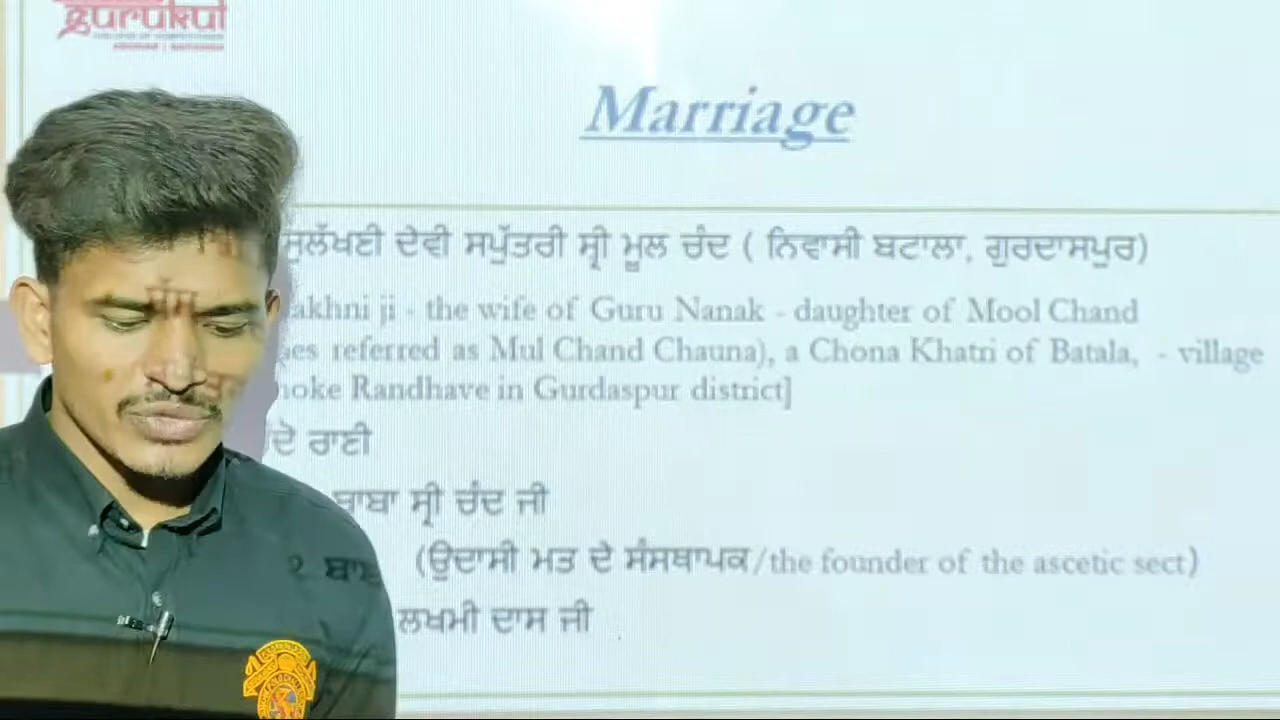 gurukul
Marriage
ਸੁਲੱਖਣੀ ਦੇਵੀ ਸਪੁੱਤਰੀ ਸ੍ਰੀ ਮੂਲ ਚੰਦ ( ਨਿਵਾਸੀ ਬਟਾਲਾ, ਗੁਰਦਾਸਪੁਰ)
akhni ji - the wife of Guru Nanak - daughter of Mool Chand
es referred as Mul Chand Chauna), a Chona Khatri of Batala, - village
oke Randhave in Gurdaspur district]
ਦੋ ਰਾਣੀ
ਬਾਬਾ ਸ੍ਰੀ ਚੰਦ ਜੀ
(ਉਦਾਸੀ ਮਤ ਦੇ ਸੰਸਥਾਪਕ/the founder of the ascetic sect)
ਲਖਮੀ ਦਾਸ ਜੀ